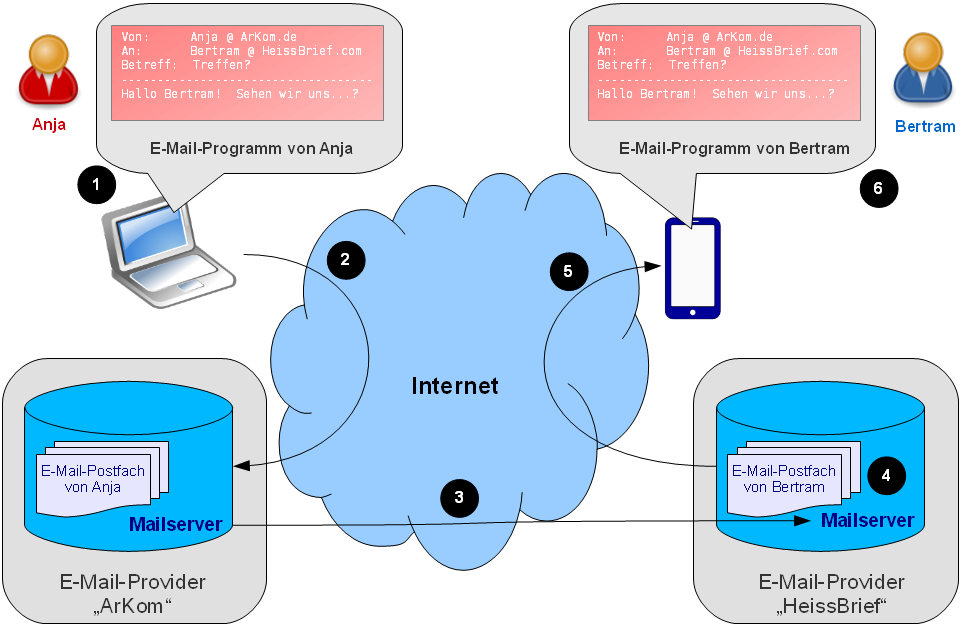 Von: Anja @ ArKom.de
An: Bertram @ HeissBrief.com
Betreff: Treffen?
-----------------------------------
Hallo Bertram! Sehen wir uns...?
E-Mail-Programm von Anja
Von: Anja @ ArKom.de
An: Bertram @ HeissBrief.com
Betreff: Treffen?
-----------------------------------
Hallo Bertram! Sehen wir uns...?
E-Mail-Programm von Bertram
Anja
Bertram
1
6
2
5
Internet
E-Mail-Postfach
von Anja
Mailserver
3
E-Mail-Postfach
von Bertram
4
Mailserver
E-Mail-Provider
„ArKom“
E-Mail-Provider
„HeissBrief“